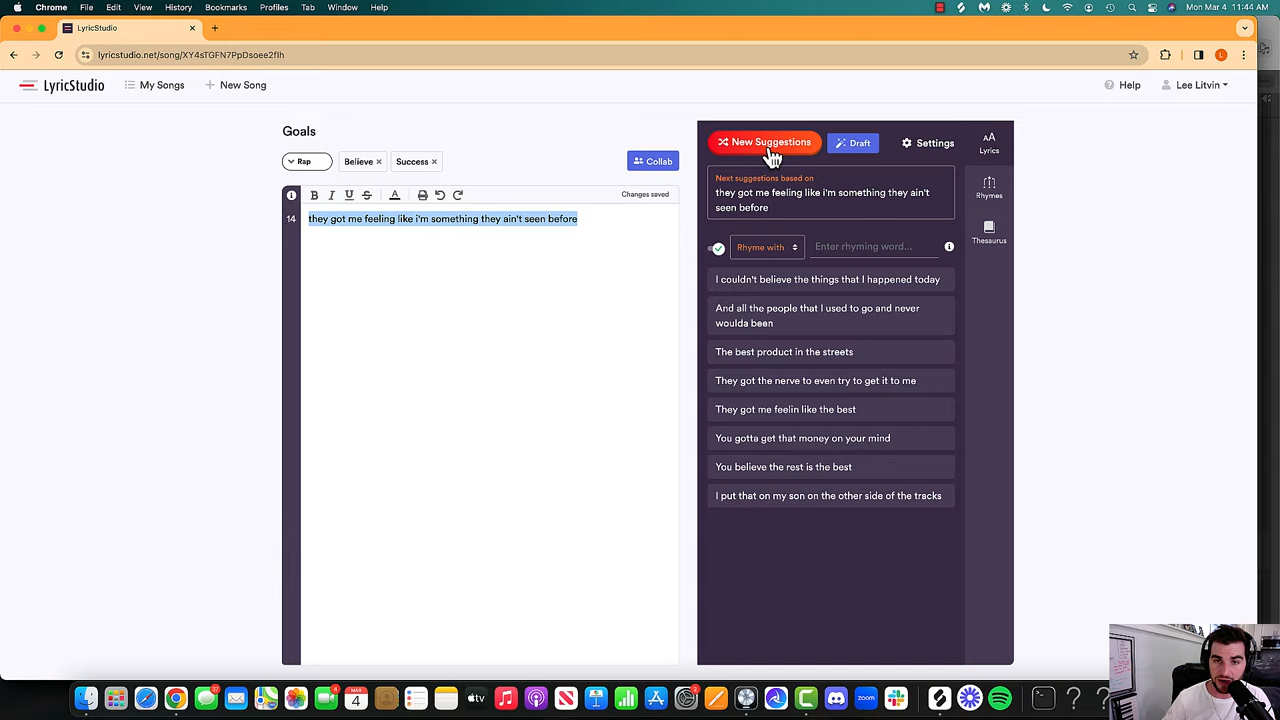 Chrome File Edit View History Bookmarks Profiles Tab Window Help
Mon Mar 4 11:44 AM
LyricStudio
lyricstudio.net/song/XY4sTGFN7PpDsoee2fIh
L
LyricStudio
My Songs
New Song
Help
Lee Litvin
Goals
Rap
Believe
Success
Collab
B I U S A
Changes saved
14 they got me feeling like i'm something they ain't seen before
New Suggestions
Draft
Settings
AA
Lyrics
Rhymes
Thesaurus
Next suggestions based on
they got me feeling like i'm something they ain't
seen before
Rhyme with
Enter rhyming word...
I couldn't believe the things that I happened today
And all the people that I used to go and never
woulda been
The best product in the streets
They got the nerve to even try to get it to me
They got me feelin like the best
You gotta get that money on your mind
You believe the rest is the best
I put that on my son on the other side of the tracks
MAR
4
tv
zoom